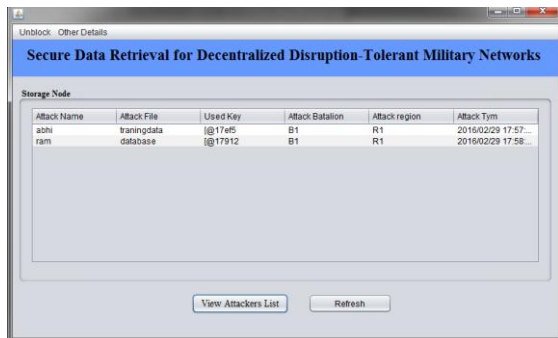 Unblock Other Details
Secure Data Retrieval for Decentralized Disruption-Tolerant Military Networks
Storage Node
Attack Name Attack File Used Key Attack Batalion Attack region Attack Tym
abhi traningdata [@17ef5 B1 R1 2016/02/29 17:57:...
ram database [@17912 B1 R1 2016/02/29 17:58:...
View Attackers List Refresh